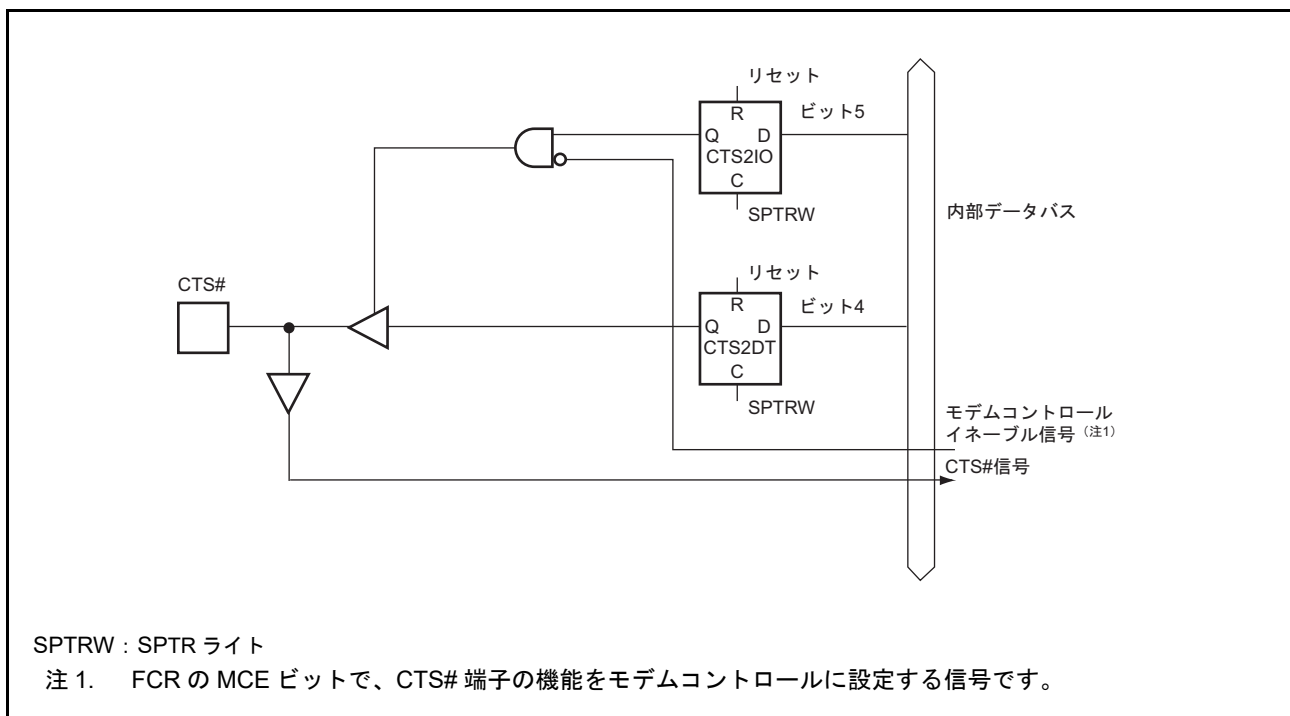 リセット
R
ビット5
Q D
CTS2IO
C
SPTRW
内部データバス
リセット
CTS#
R
ビット4
Q D
CTS2DT
C
SPTRW
モデムコントロール
イネーブル信号（注1）
CTS#信号
SPTRW：SPTR ライト
注 1. FCR の MCE ビットで、CTS# 端子の機能をモデムコントロールに設定する信号です。